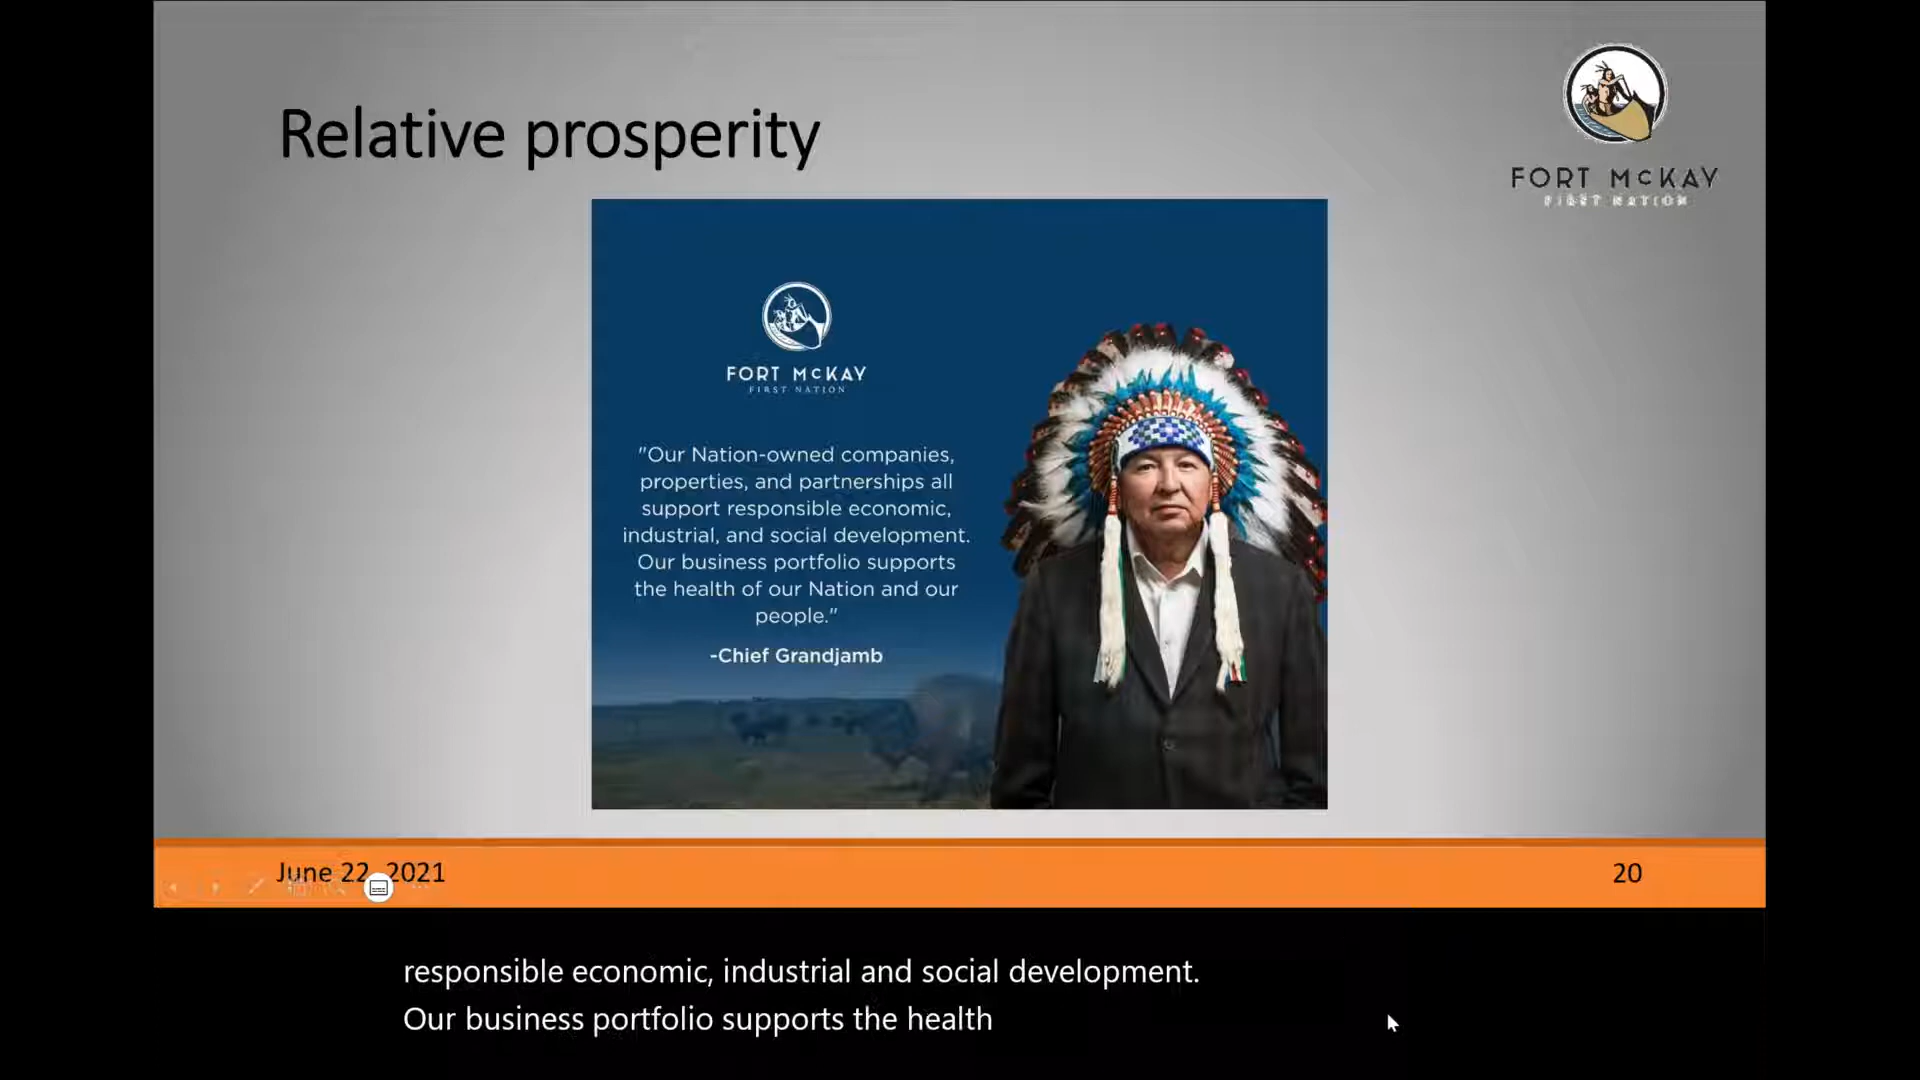 Relative prosperity
FORT McKAY
FIRST NATION
FORT McKAY
FIRST NATION
"Our Nation-owned companies,
properties, and partnerships all
support responsible economic,
industrial, and social development.
Our business portfolio supports
the health of our Nation and our
people."
-Chief Grandjamb
June 22, 2021
20
responsible economic, industrial and social development.
Our business portfolio supports the health